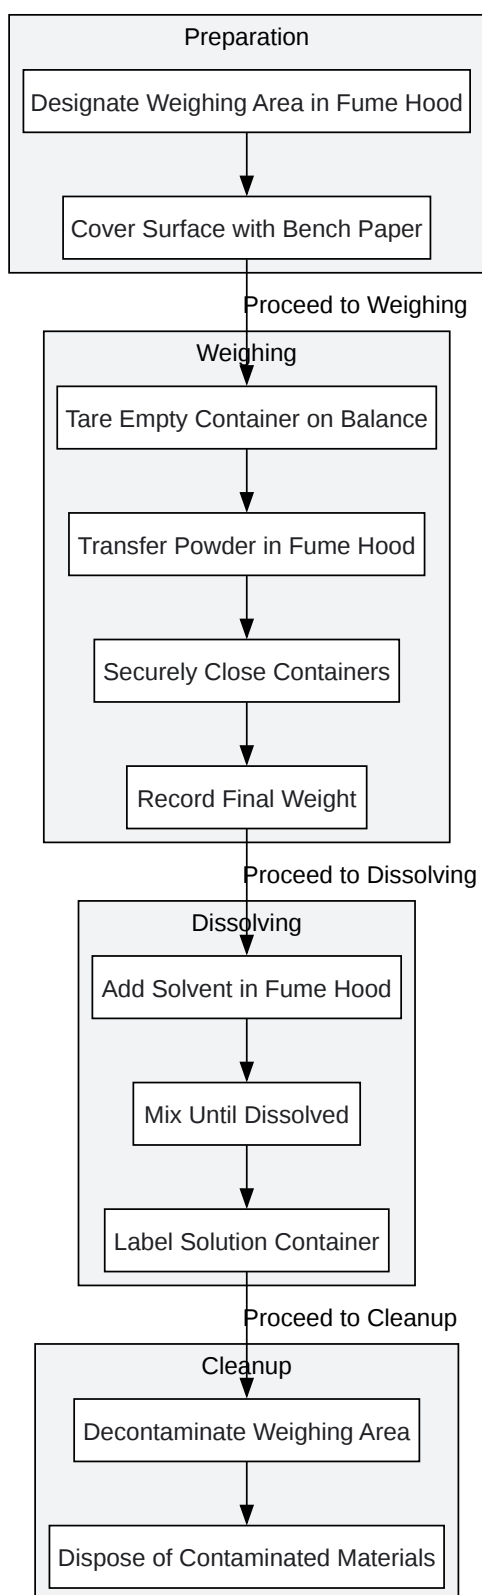 Preparation
Designate Weighing Area in Fume Hood
Cover Surface with Bench Paper
Proceed to Weighing
Weighing
Tare Empty Container on Balance
Transfer Powder in Fume Hood
Securely Close Containers
Record Final Weight
Proceed to Dissolving
Dissolving
Add Solvent in Fume Hood
Mix Until Dissolved
Label Solution Container
Proceed to Cleanup
Cleanup
Decontaminate Weighing Area
Dispose of Contaminated Materials